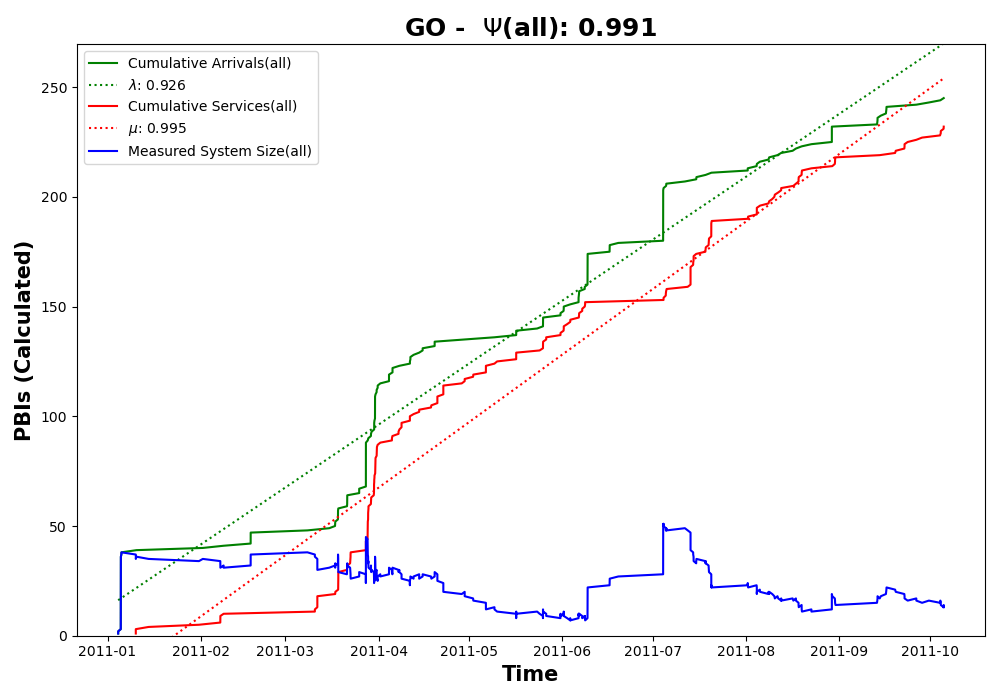 GO - Ψ(all): 0.991
Cumulative Arrivals(all)
λ: 0.926
Cumulative Services(all)
μ: 0.995
Measured System Size(all)
PBIs (Calculated)
250
200
150
100
50
0
2011-01 2011-02 2011-03 2011-04 2011-05 2011-06 2011-07 2011-08 2011-09 2011-10
Time